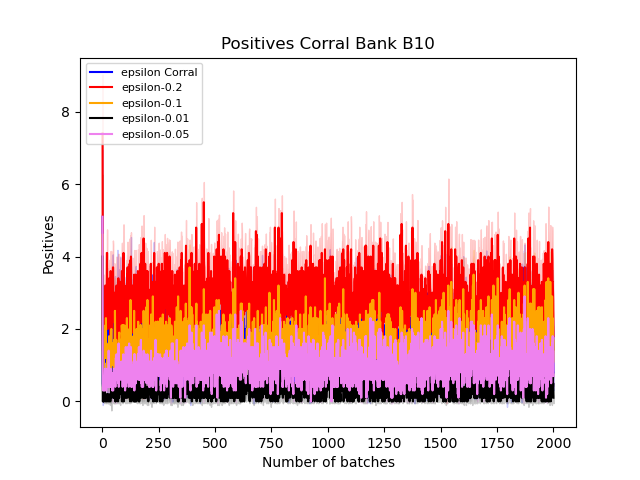 Positives Corral Bank B10
epsilon Corral
epsilon-0.2
epsilon-0.1
epsilon-0.01
epsilon-0.05
8
6
4
2
0
Positives
0 250 500 750 1000 1250 1500 1750 2000
Number of batches